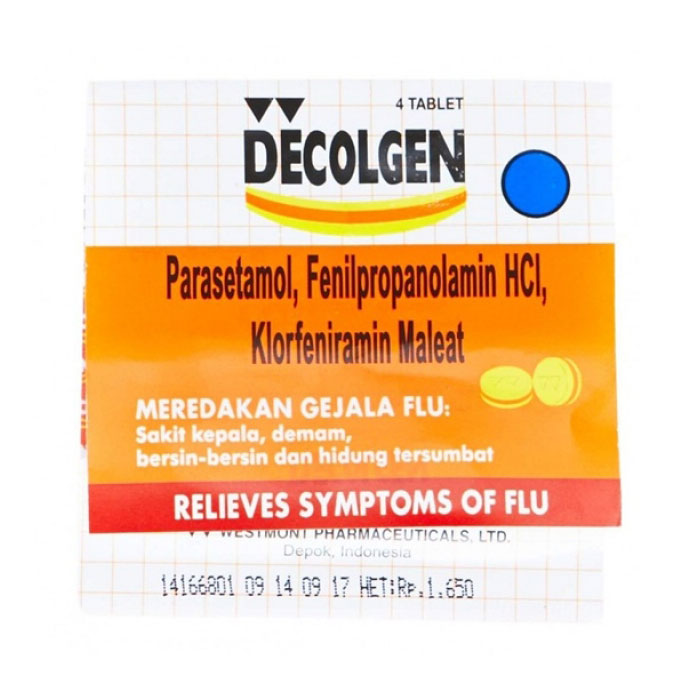 4 TABLET
DECOLGEN
Parasetamol, Fenilpropanolamin HCl,
Klorfeniramin Maleat
MEREDAKAN GEJALA FLU:
Sakit kepala, demam,
bersin-bersin dan hidung tersumbat
RELIEVES SYMPTOMS OF FLU
WESTMONT PHARMACEUTICALS, LTD.
Depok, Indonesia
14166801 09 14 09 17 HET:Rp.1.650